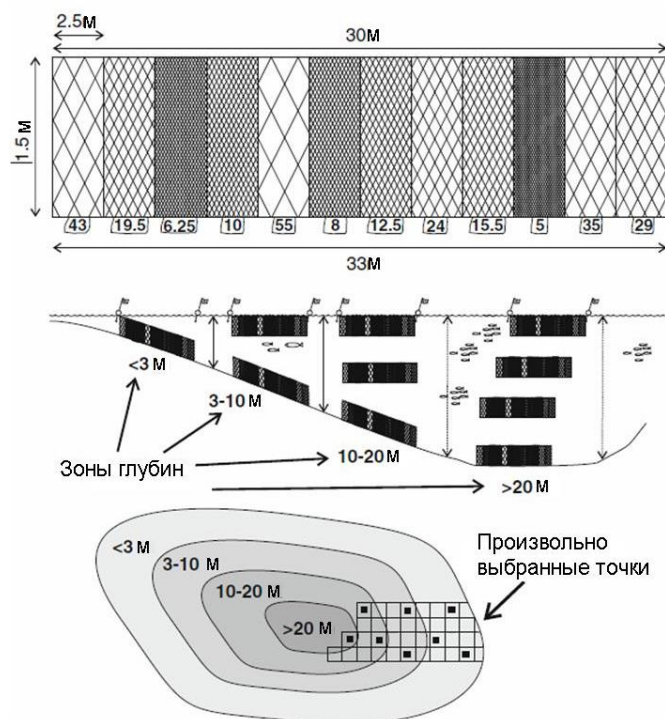 2.5м
30м
1.5 м
43 19.5 6.25 10 55 8 12.5 24 15.5 5 35 29
33м
<3 м
3-10 м
Зоны глубин
10-20 м
>20 м
<3 м
3-10 м
10-20 м
>20 м
Произвольно
выбранные точки